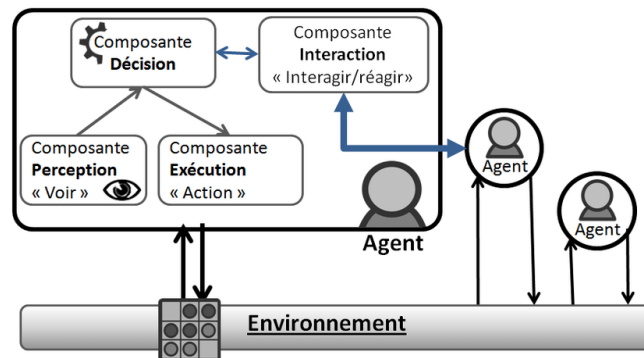 Composante
Décision
Composante
Interaction
« Interagir/réagir»
Composante
Perception
« Voir »
Composante
Exécution
« Action »
Agent
Agent
Agent
Environnement